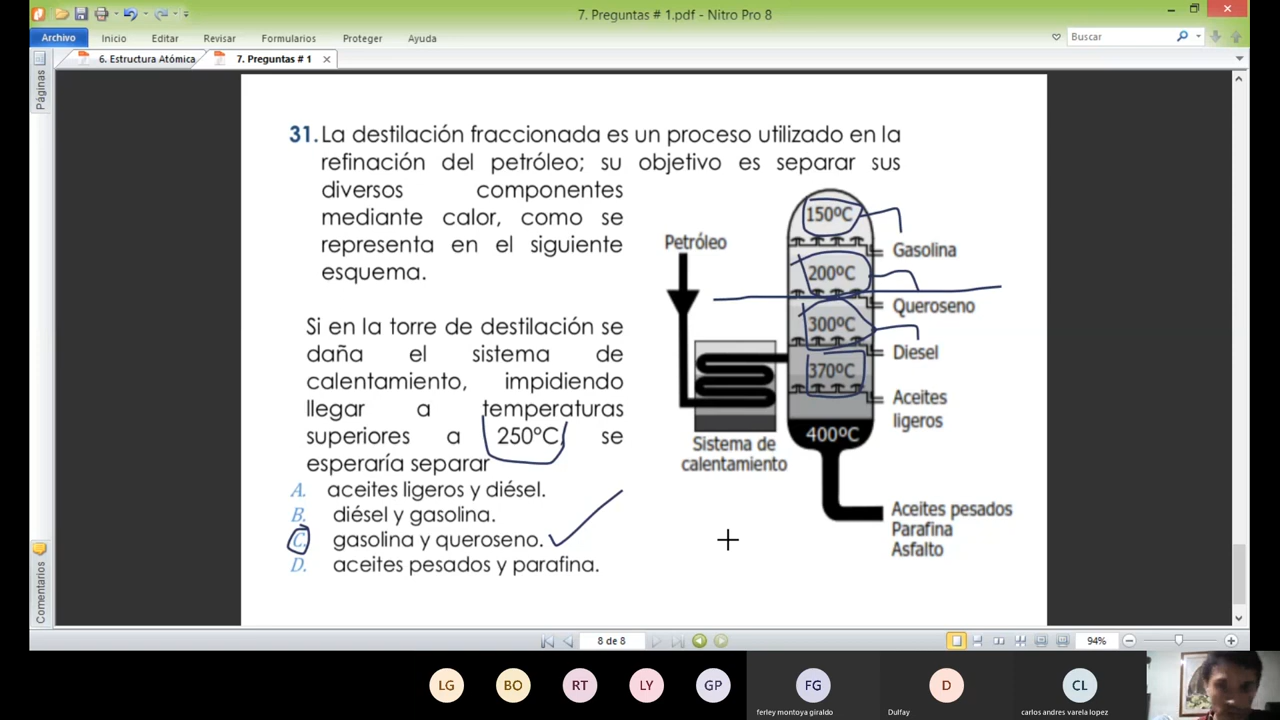 7. Preguntas # 1.pdf - Nitro Pro 8
Archivo Inicio Editar Revisar Formularios Proteger Ayuda Buscar
6. Estructura Atómica 7. Preguntas # 1
Páginas
31. La destilación fraccionada es un proceso utilizado en la
refinación del petróleo; su objetivo es separar sus
diversos componentes
mediante calor, como se
representa en el siguiente
esquema.
Si en la torre de destilación se
daña el sistema de
calentamiento, impidiendo
llegar a temperaturas
superiores a 250°C, se
esperaría separar
A. aceites ligeros y diésel.
B. diésel y gasolina.
C. gasolina y queroseno.
D. aceites pesados y parafina.
Petróleo
150ºC
Gasolina
200ºC
Queroseno
300ºC
Diesel
370ºC
Aceites
ligeros
400ºC
Sistema de
calentamiento
Aceites pesados
Parafina
Asfalto
Comentarios
8 de 8
94%
LG BO RT LY GP FG D CL
ferley montoya giraldo Dulfay carlos andres varela lopez